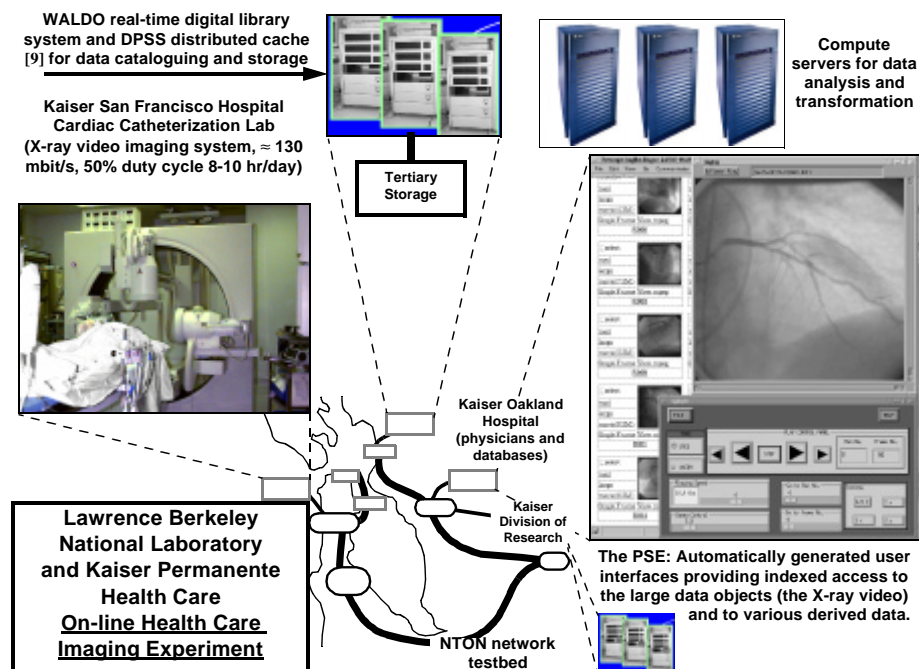 WALDO real-time digital library
system and DPSS distributed cache
[9] for data cataloguing and storage
Kaiser San Francisco Hospital
Cardiac Catheterization Lab
(X-ray video imaging system, ≈ 130
mbit/s, 50% duty cycle 8-10 hr/day)
Tertiary
Storage
Compute
servers for data
analysis and
transformation
Kaiser Oakland
Hospital
(physicians and
databases)
Kaiser
Division of
Research
Lawrence Berkeley
National Laboratory
and Kaiser Permanente
Health Care
On-line Health Care
Imaging Experiment
NTON network
testbed
The PSE: Automatically generated user
interfaces providing indexed access to
the large data objects (the X-ray video)
and to various derived data.